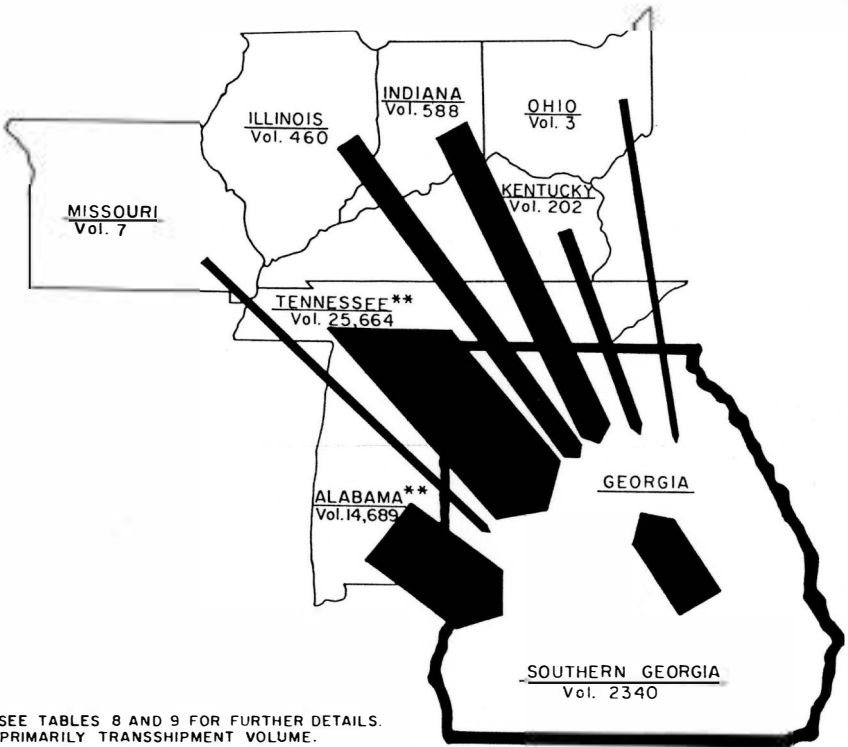 ILLINOIS
Vol. 460
INDIANA
Vol. 588
OHIO
Vol. 3
KENTUCKY
Vol. 202
MISSOURI
Vol. 7
TENNESSEE**
Vol. 25,664
ALABAMA**
Vol. 14,689
GEORGIA
SOUTHERN GEORGIA
Vol. 2340
SEE TABLES 8 AND 9 FOR FURTHER DETAILS.
PRIMARILY TRANSSHIPMENT VOLUME.